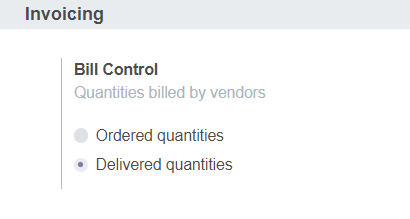 Invoicing
Bill Control
Quantities billed by vendors
Ordered quantities
Delivered quantities